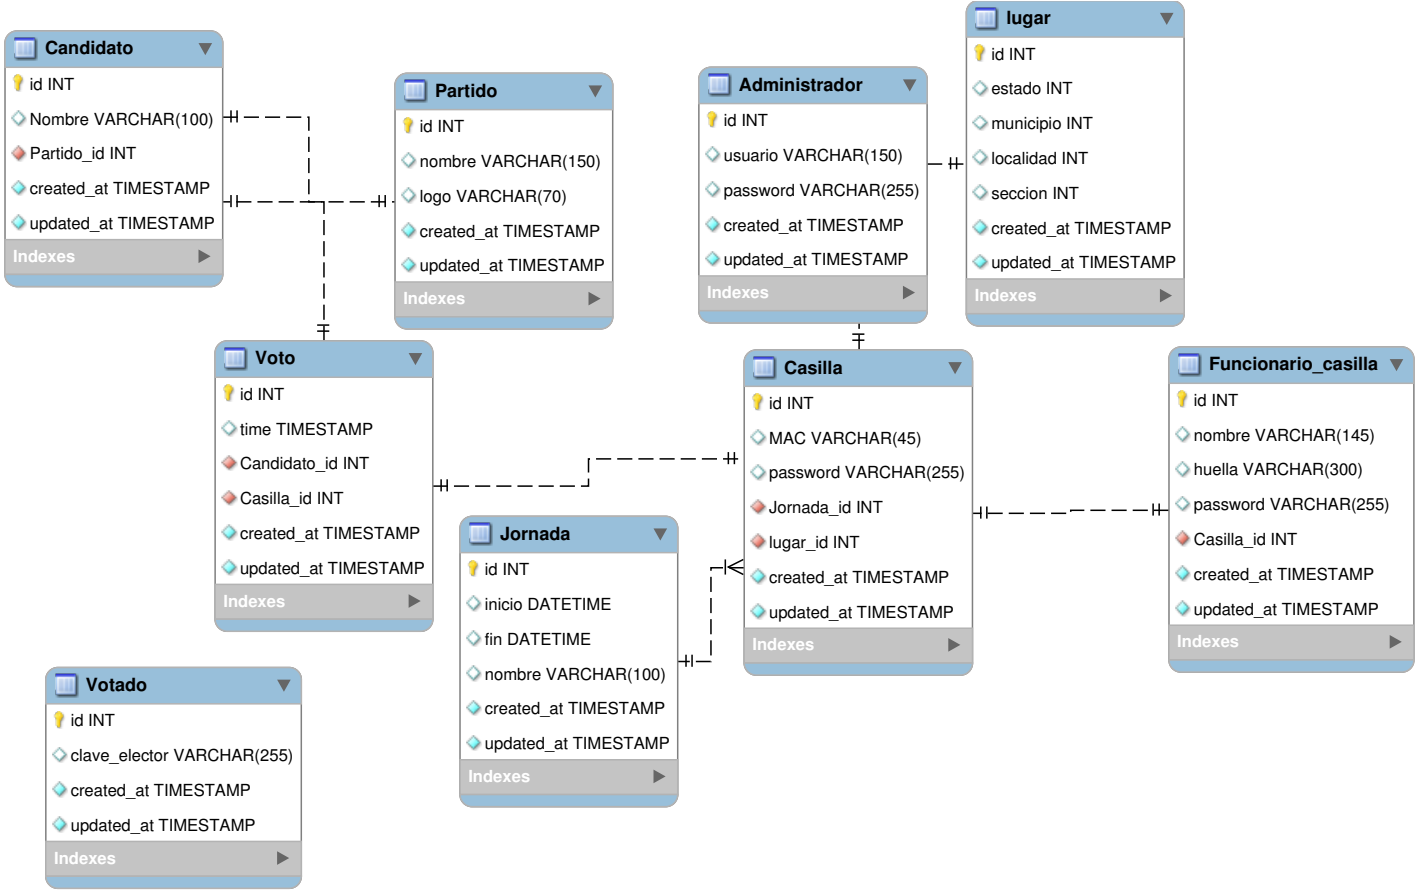 Candidato
id INT
Nombre VARCHAR(100)
Partido_id INT
created_at TIMESTAMP
updated_at TIMESTAMP
Indexes
Partido
id INT
nombre VARCHAR(150)
logo VARCHAR(70)
created_at TIMESTAMP
updated_at TIMESTAMP
Indexes
Administrador
id INT
usuario VARCHAR(150)
password VARCHAR(255)
created_at TIMESTAMP
updated_at TIMESTAMP
Indexes
lugar
id INT
estado INT
municipio INT
localidad INT
seccion INT
created_at TIMESTAMP
updated_at TIMESTAMP
Indexes
Voto
id INT
time TIMESTAMP
Candidato_id INT
Casilla_id INT
created_at TIMESTAMP
updated_at TIMESTAMP
Indexes
Casilla
id INT
MAC VARCHAR(45)
password VARCHAR(255)
Jornada_id INT
lugar_id INT
created_at TIMESTAMP
updated_at TIMESTAMP
Indexes
Funcionario_casilla
id INT
nombre VARCHAR(145)
huella VARCHAR(300)
password VARCHAR(255)
Casilla_id INT
created_at TIMESTAMP
updated_at TIMESTAMP
Indexes
Jornada
id INT
inicio DATETIME
fin DATETIME
nombre VARCHAR(100)
created_at TIMESTAMP
updated_at TIMESTAMP
Indexes
Votado
id INT
clave_elector VARCHAR(255)
created_at TIMESTAMP
updated_at TIMESTAMP
Indexes